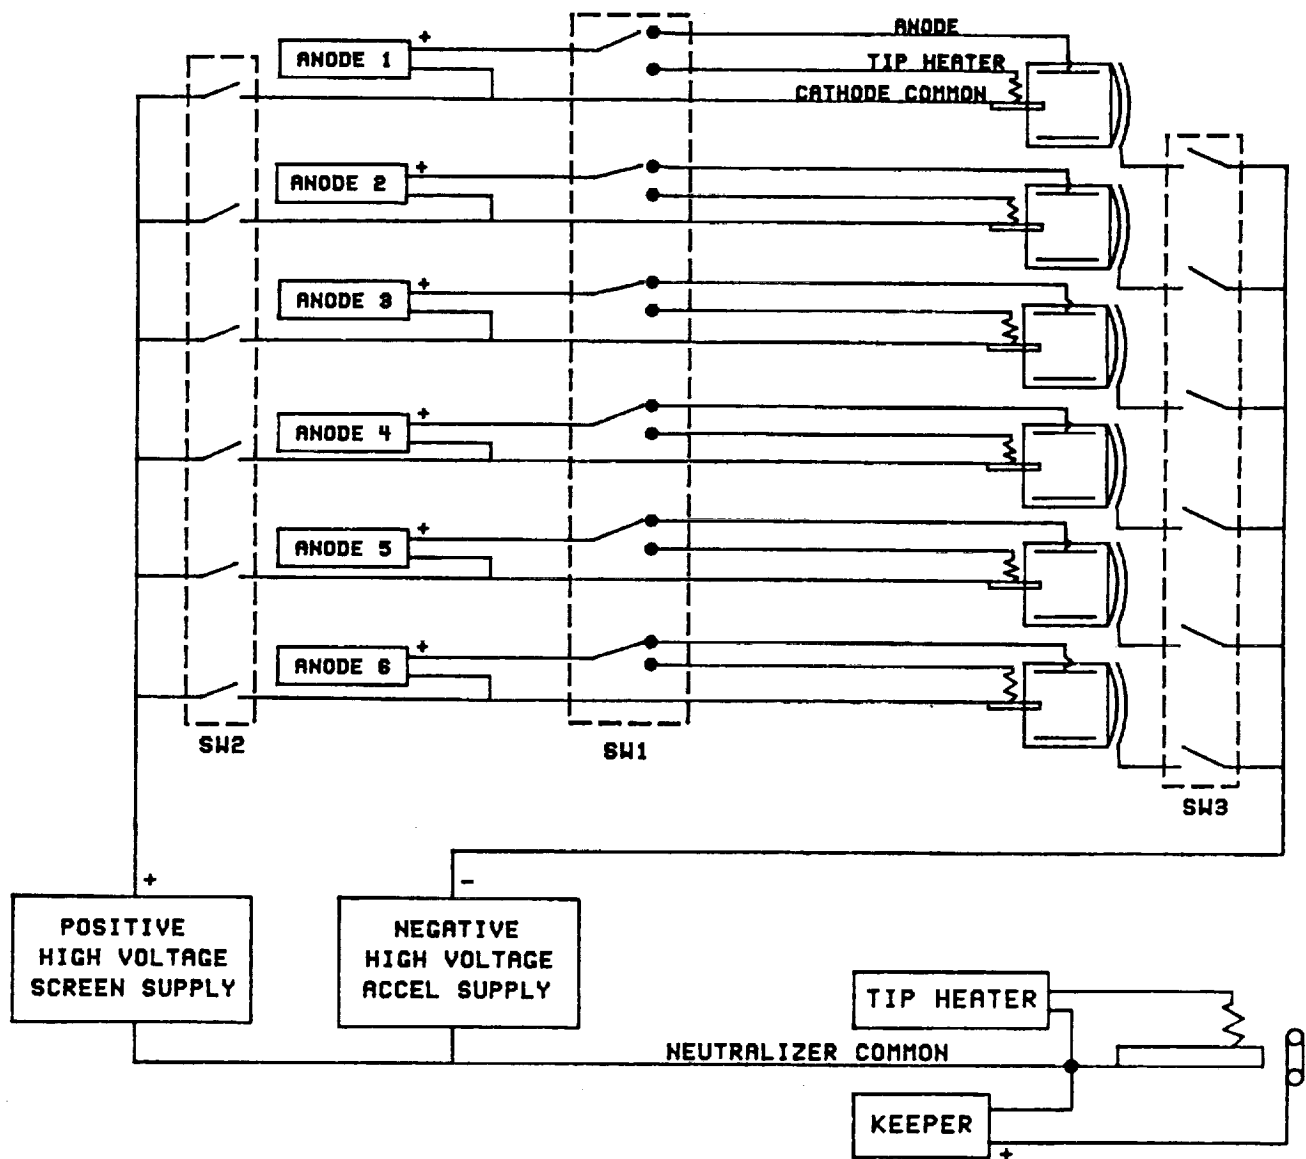 ANODE
+
ANODE 1
TIP HEATER
CATHODE COMMON
+
ANODE 2
+
ANODE 3
+
ANODE 4
+
ANODE 5
+
ANODE 6
SW2
SW1
SW3
+
-
POSITIVE
HIGH VOLTAGE
SCREEN SUPPLY
NEGATIVE
HIGH VOLTAGE
ACCEL SUPPLY
TIP HEATER
NEUTRALIZER COMMON
KEEPER
+